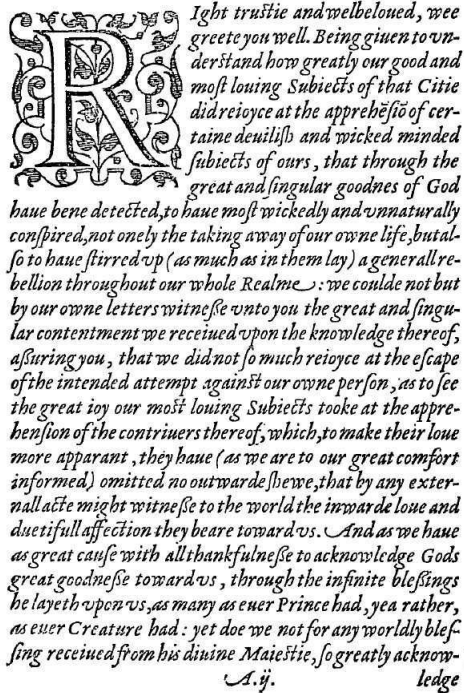 Right trustie and welbeloued, wee
greete you well. Being giuen to vn-
derstand how greatly our good and
most louing Subiects of that Citie
did reioyce at the apprehẽsiõ of cer-
taine deuilish and wicked minded
subiects of ours, that through the
great and singular goodnes of God
haue bene detected, to haue most wickedly and vnnaturally
conspired, not onely the taking away of our owne life, but al-
so to haue stirred vp (as much as in them lay) a generall re-
bellion throughout our whole Realme: we coulde not but
by our owne letters witnesse vnto you the great and singu-
lar contentment we receiued vpon the knowledge thereof,
assuring you, that we did not so much reioyce at the escape
of the intended attempt against our owne person, as to see
the great ioy our most louing Subiects tooke at the appre-
hension of the contriuers thereof, which, to make their loue
more apparant, they haue (as we are to our great comfort
informed) omitted no outwarde shewe, that by any exter-
nall acte might witnesse to the world the inwarde loue and
duetifull affection they beare toward vs. And as we haue
as great cause with all thankfulnesse to acknowledge Gods
great goodnesse toward vs, through the infinite blessings
he layeth vpon vs, as many as euer Prince had, yea rather,
as euer Creature had: yet doe we not for any worldly bles-
sing receiued from his diuine Maiestie, so greatly acknow-
A.ij. ledge